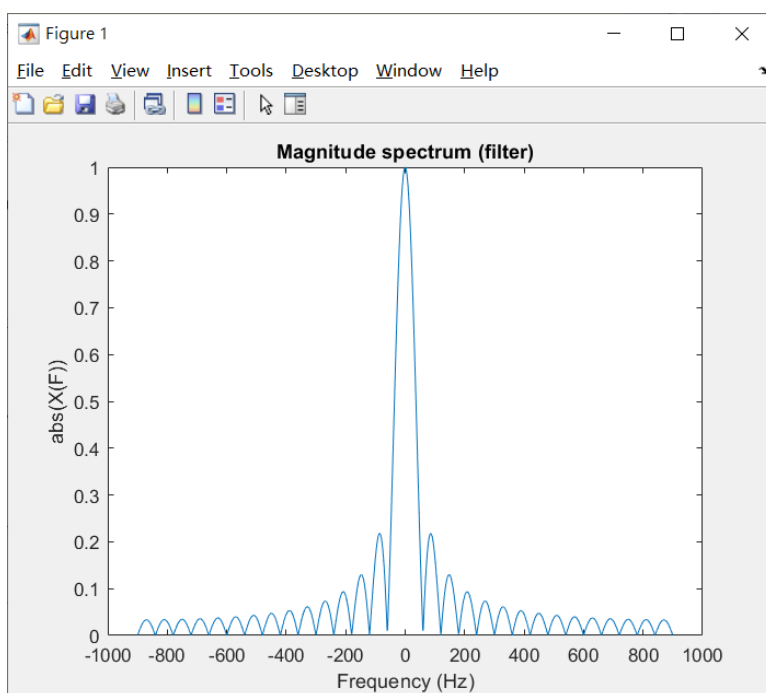 Figure 1
File Edit View Insert Tools Desktop Window Help
Magnitude spectrum (filter)
1
0.9
0.8
0.7
0.6
0.5
0.4
0.3
0.2
0.1
0
abs(X(F))
-1000 -800 -600 -400 -200 0 200 400 600 800 1000
Frequency (Hz)